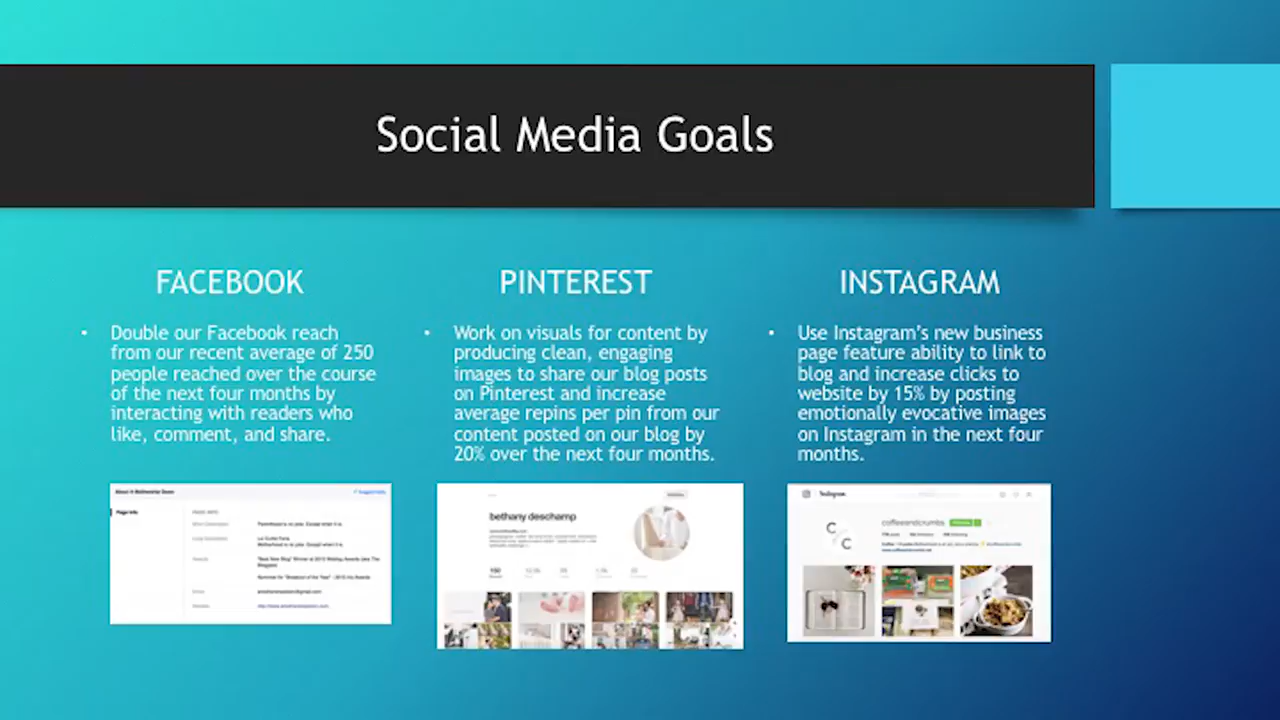 Social Media Goals
FACEBOOK
• Double our Facebook reach
from our recent average of 250
people reached over the course
of the next four months by
interacting with readers who
like, comment, and share.
PINTEREST
• Work on visuals for content by
producing clean, engaging
images to share our blog posts
on Pinterest and increase
average repins per pin from our
content posted on our blog by
20% over the next four months.
INSTAGRAM
• Use Instagram's new business
page feature ability to link to
blog and increase clicks to
website by 15% by posting
emotionally evocative images
on Instagram in the next four
months.
Page Info
bethany deschamp
Instagram
coffeeandcrumbs
C
C